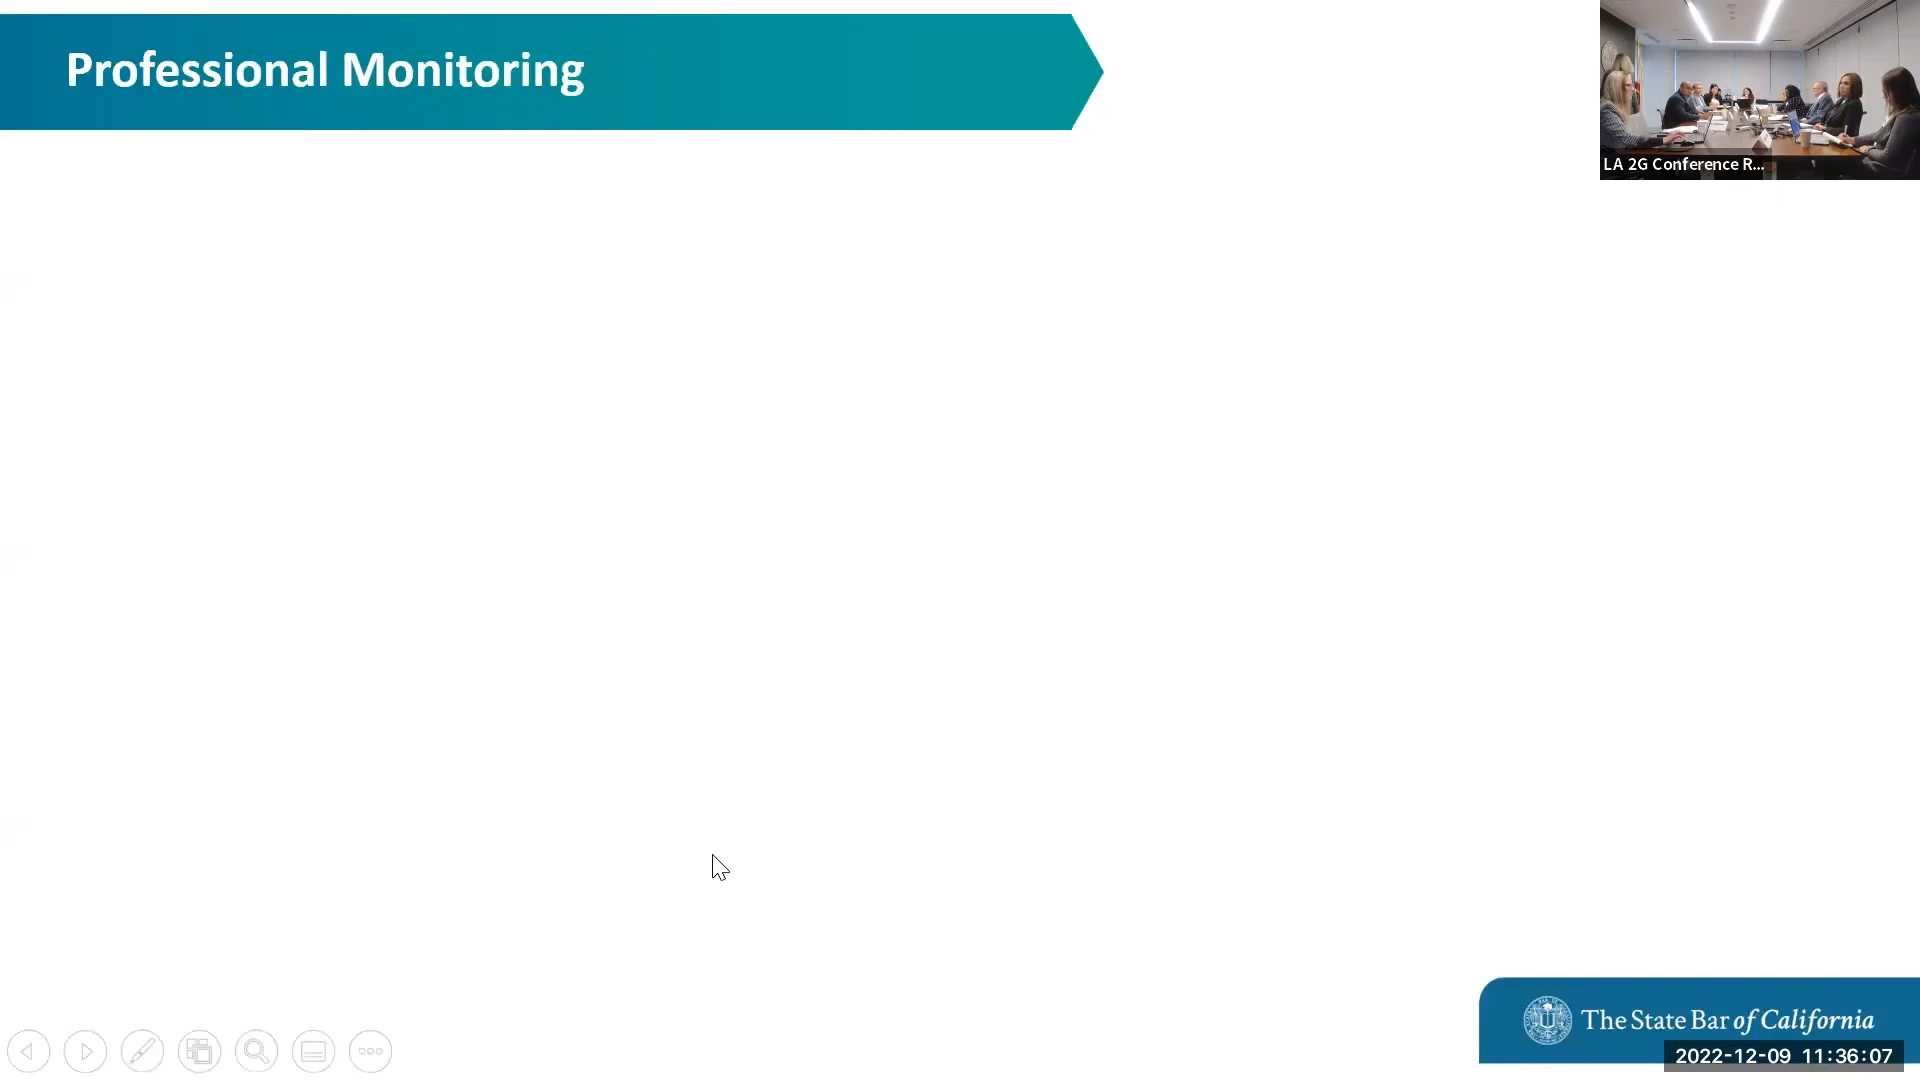 Professional Monitoring
LA 2G Conference R...
The State Bar of California
2022-12-09 11:36:07